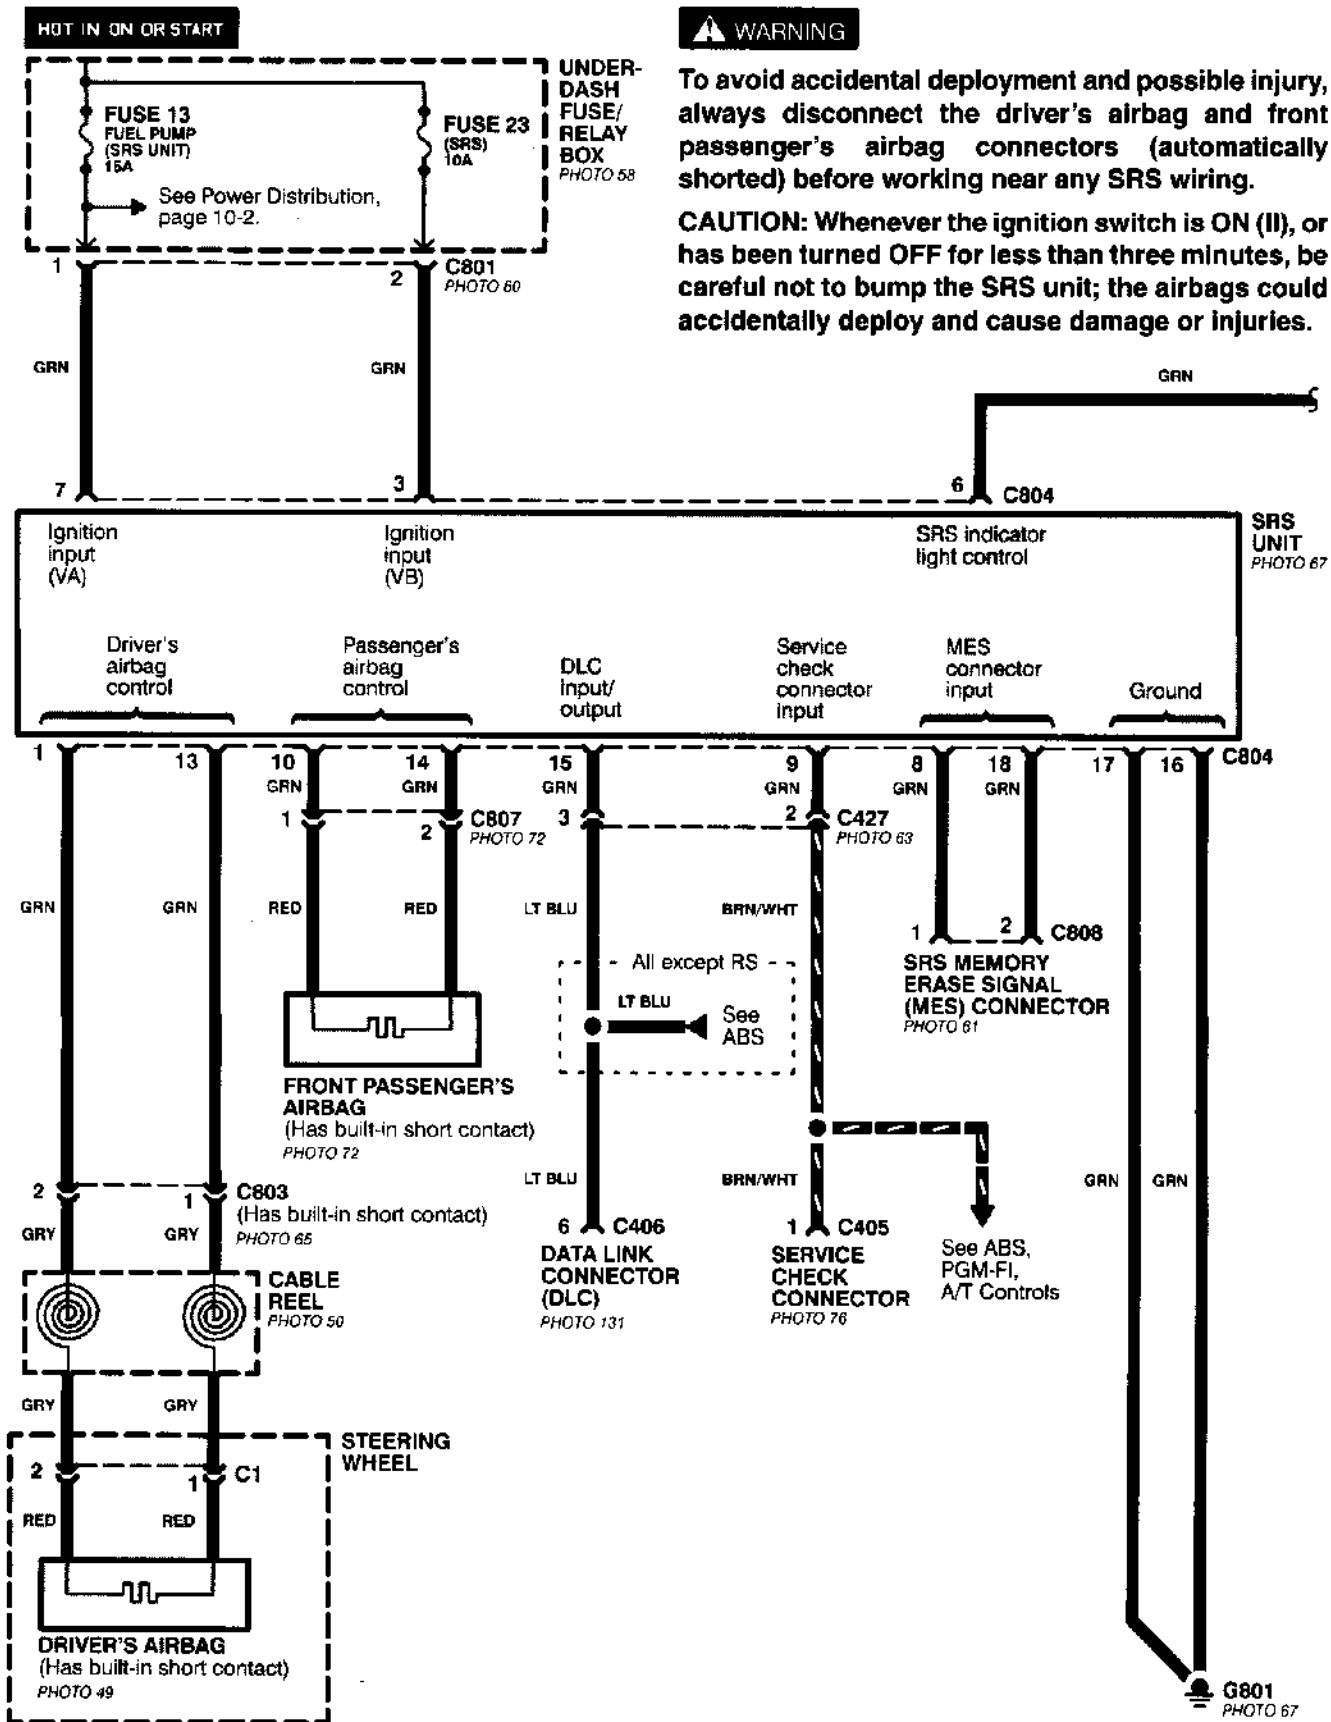 HOT IN ON OR START
WARNING
To avoid accidental deployment and possible injury,
always disconnect the driver's airbag and front
passenger's airbag connectors (automatically
shorted) before working near any SRS wiring.
CAUTION: Whenever the ignition switch is ON (II), or
has been turned OFF for less than three minutes, be
careful not to bump the SRS unit; the airbags could
accidentally deploy and cause damage or injuries.
UNDER-
DASH
FUSE/
RELAY
BOX
PHOTO 58
FUSE 13
FUEL PUMP
(SRS UNIT)
15A
FUSE 23
(SRS)
10A
See Power Distribution,
page 10-2.
1
2
C801
PHOTO 60
GRN
GRN
GRN
7
3
6
C804
SRS
UNIT
PHOTO 67
Ignition
input
(VA)
Ignition
input
(VB)
SRS indicator
light control
Driver's
airbag
control
Passenger's
airbag
control
DLC
input/
output
Service
check
connector
input
MES
connector
input
Ground
1
13
10
14
15
9
8
18
17
16
C804
GRN
GRN
GRN
GRN
GRN
GRN
1
2
C807
PHOTO 72
3
2
C427
PHOTO 63
GRN
GRN
RED
RED
LT BLU
BRN/WHT
1
2
C808
SRS MEMORY
ERASE SIGNAL
(MES) CONNECTOR
PHOTO 61
All except RS
LT BLU
See
ABS
FRONT PASSENGER'S
AIRBAG
(Has built-in short contact)
PHOTO 72
LT BLU
BRN/WHT
GRN
GRN
2
1
C803
(Has built-in short contact)
PHOTO 65
GRY
GRY
6
C406
DATA LINK
CONNECTOR
(DLC)
PHOTO 131
1
C405
SERVICE
CHECK
CONNECTOR
PHOTO 76
See ABS,
PGM-FI,
A/T Controls
CABLE
REEL
PHOTO 50
GRY
GRY
STEERING
WHEEL
2
1
C1
RED
RED
DRIVER'S AIRBAG
(Has built-in short contact)
PHOTO 49
G801
PHOTO 67